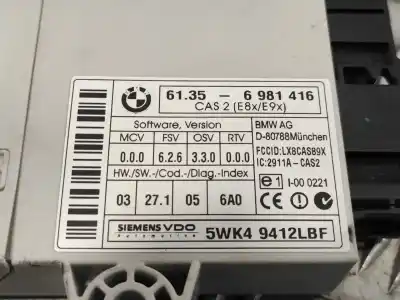 BMW
61.35 - 6 981 416
CAS 2 (E8x/E9x)
Software, Version
MCV FSV OSV RTV
0.0.0 6.2.6 3.3.0 0.0.0
HW./SW.-/Cod.-/Diag.-Index
03 27.1 05 6A0
BMW AG
D-80788München
FCCID:LX8CAS89X
IC:2911A-CAS2
e1 I-00 0221
SIEMENS VDO
Automotive
5WK4 9412LBF